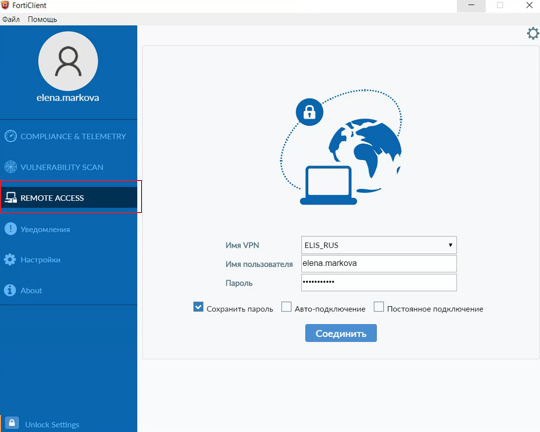 FortiClient
Файл Помощь
elena.markova
COMPLIANCE & TELEMETRY
VULNERABILITY SCAN
REMOTE ACCESS
Уведомления
Настройки
About
Unlock Settings
Имя VPN ELIS_RUS
Имя пользователя elena.markova
Пароль •••••••••••
Сохранить пароль Авто-подключение Постоянное подключение
Соединить